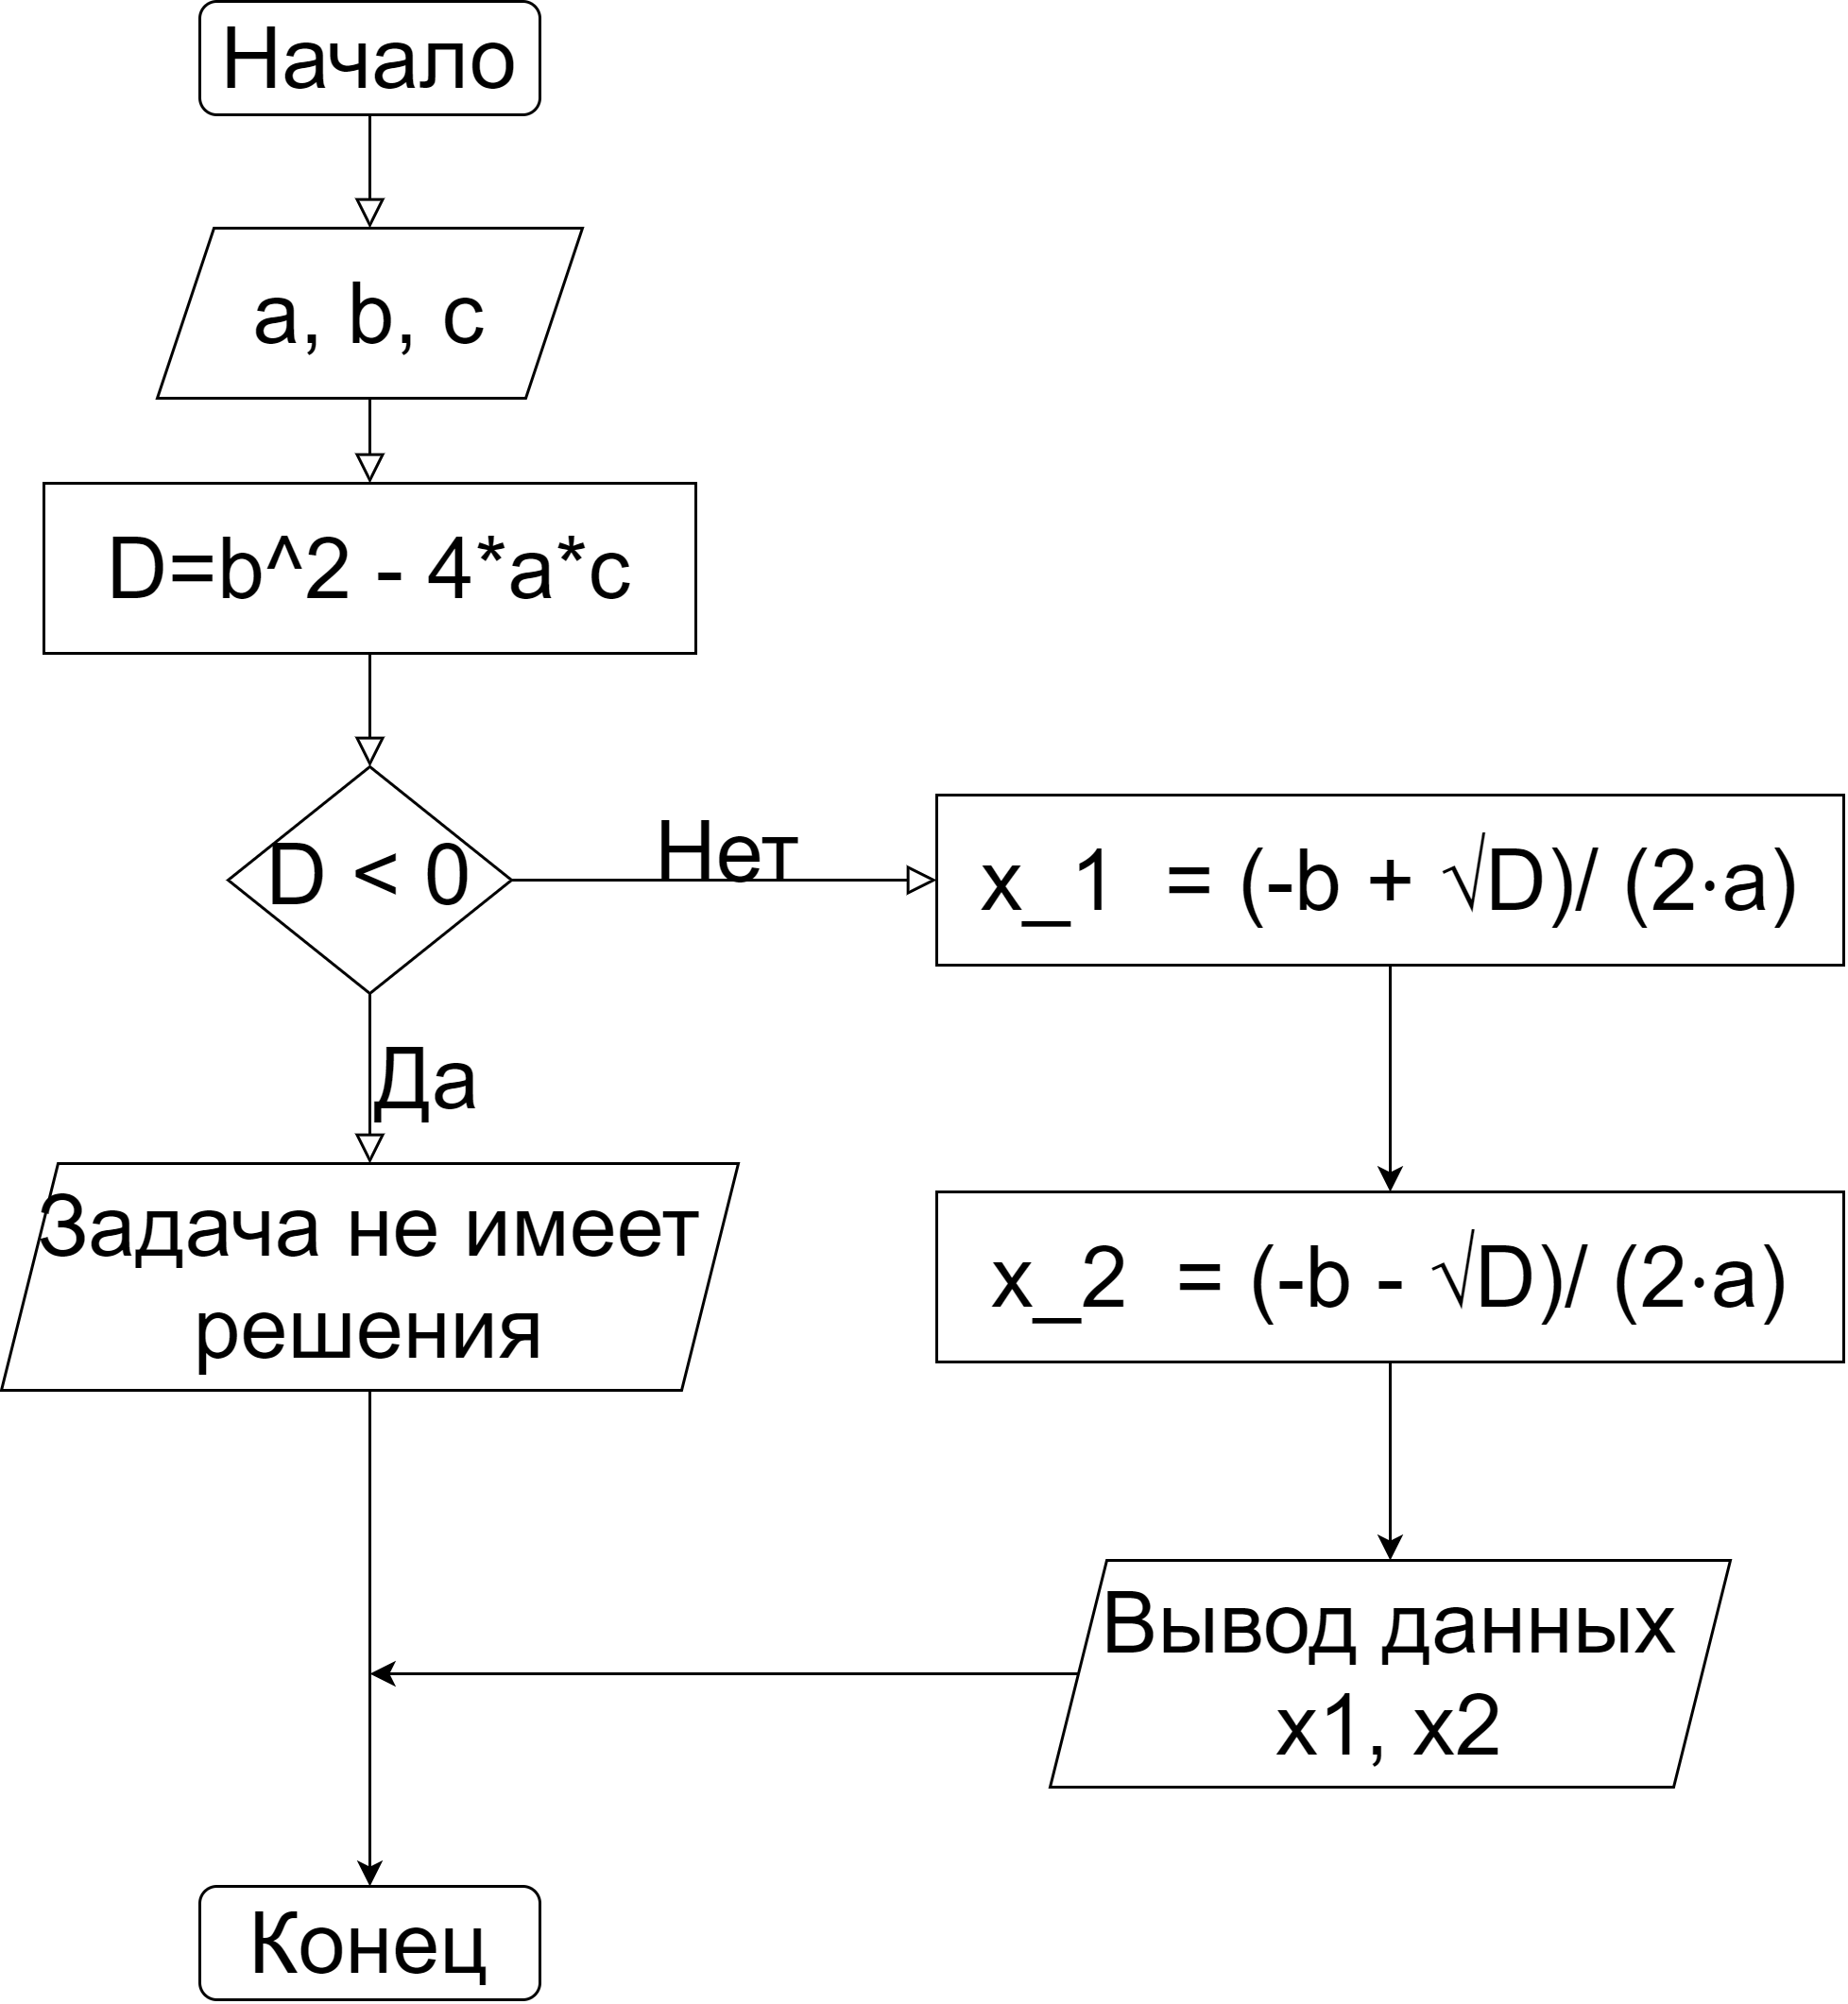 Начало
a, b, c
D=b^2 - 4*a*c
D < 0
Нет
x_1  = (-b + √D)/ (2·a)
Да
Задача не имеет
решения
x_2  = (-b - √D)/ (2·a)
Вывод данных
x1, x2
Конец